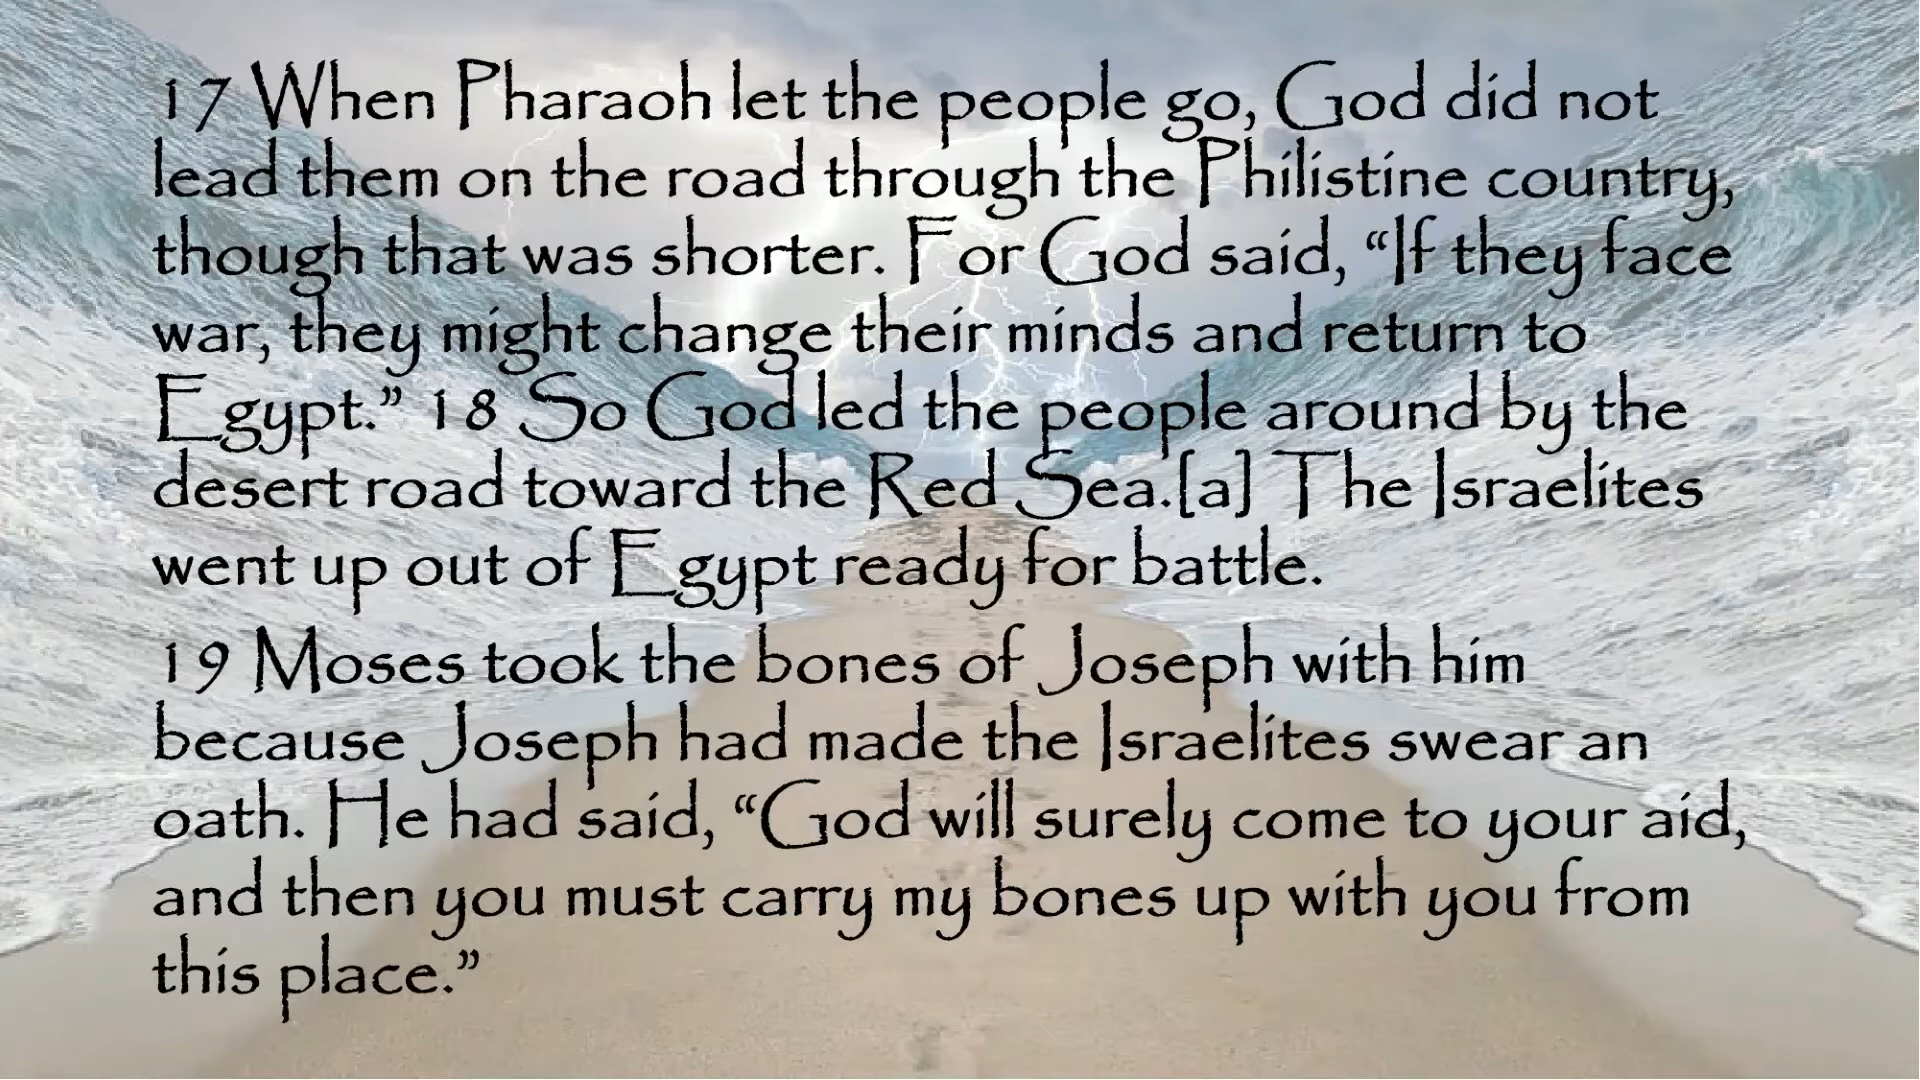 17 When Pharaoh let the people go, God did not
lead them on the road through the Philistine country,
though that was shorter. For God said, “If they face
war, they might change their minds and return to
Egypt.” 18 So God led the people around by the
desert road toward the Red Sea.[a] The Israelites
went up out of Egypt ready for battle.
19 Moses took the bones of Joseph with him
because Joseph had made the Israelites swear an
oath. He had said, “God will surely come to your aid,
and then you must carry my bones up with you from
this place.”